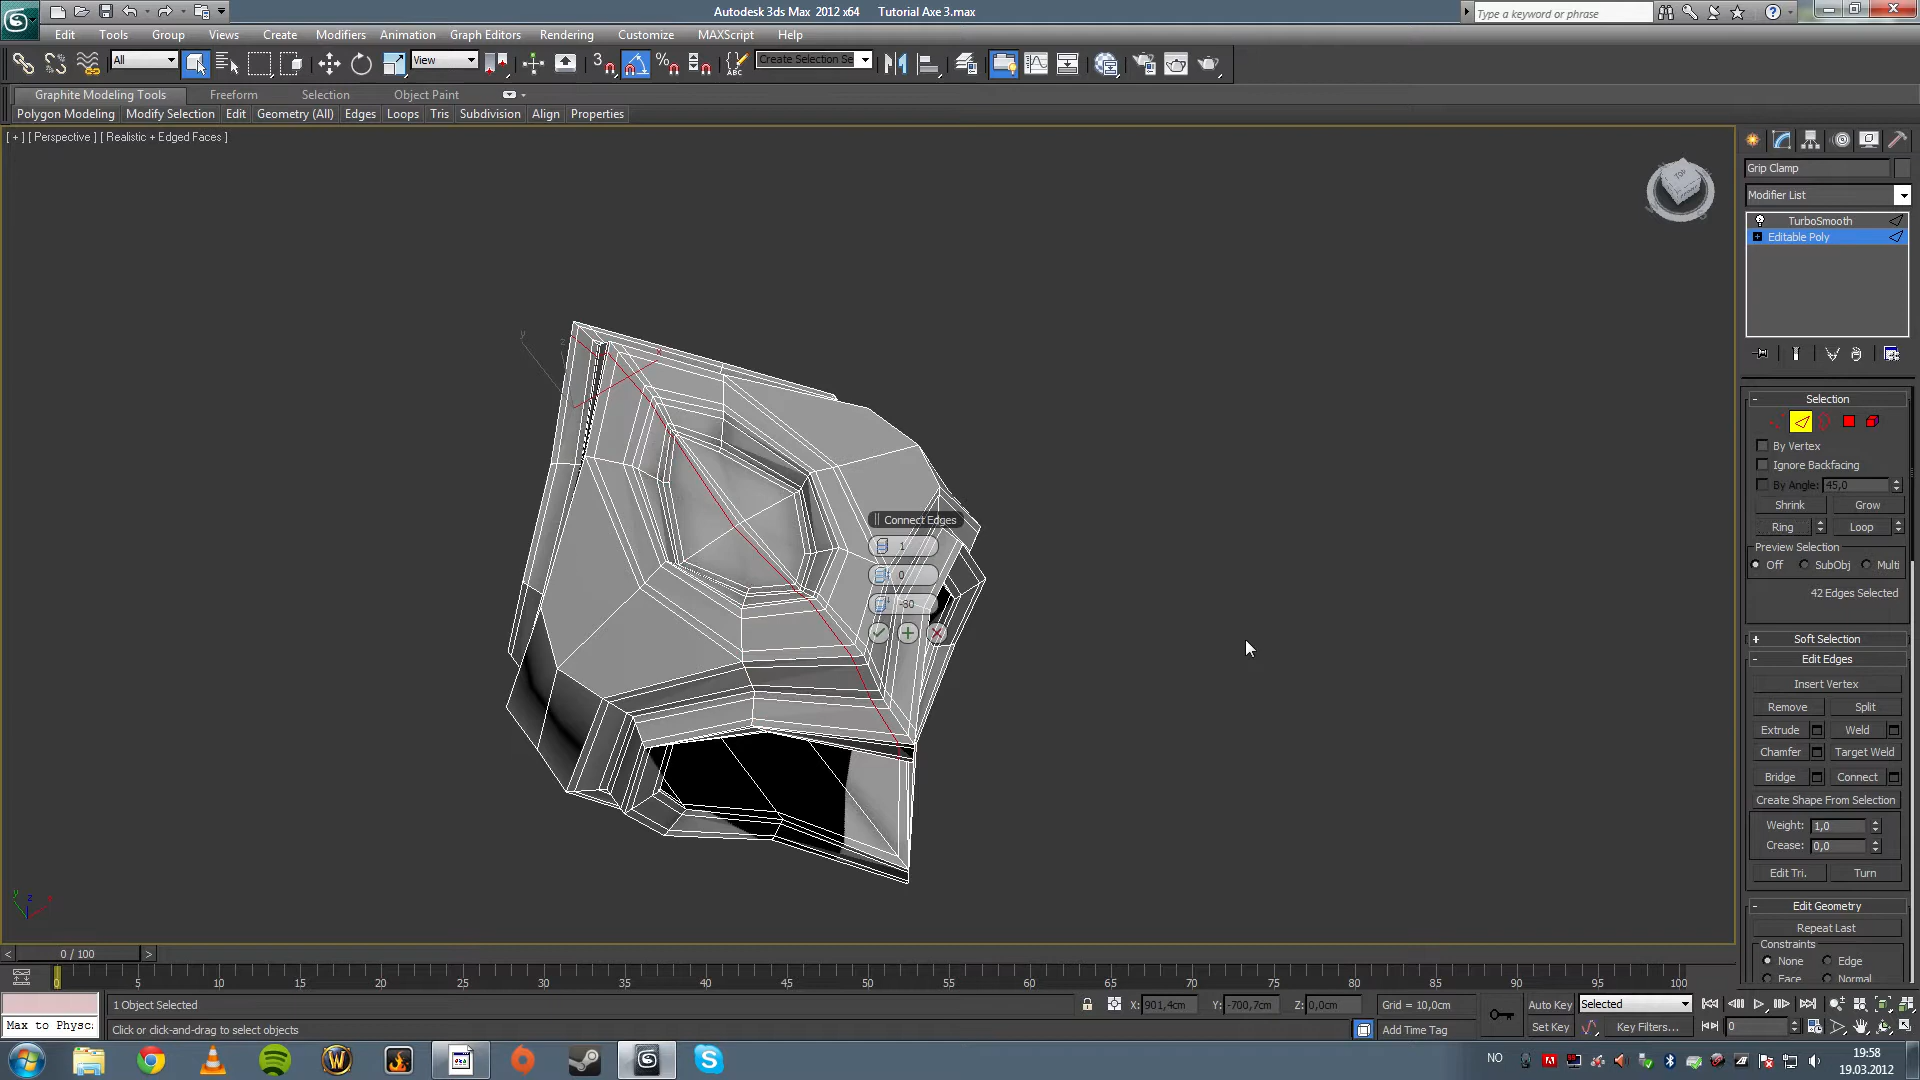 Autodesk 3ds Max 2012 x64 Tutorial Axe 3.max
Type a keyword or phrase
Edit Tools Group Views Create Modifiers Animation Graph Editors Rendering Customize MAXScript Help
All View 3 Create Selection Se
Graphite Modeling Tools Freeform Selection Object Paint
Polygon Modeling Modify Selection Edit Geometry (All) Edges Loops Tris Subdivision Align Properties
[ + ] [ Perspective ] [ Realistic + Edged Faces ]
TOP
Grip Clamp
Modifier List
TurboSmooth
Editable Poly
Selection
By Vertex
Ignore Backfacing
By Angle: 45,0
Shrink Grow
Ring Loop
Preview Selection
Off SubObj Multi
42 Edges Selected
Soft Selection
Edit Edges
Insert Vertex
Remove Split
Extrude Weld
Chamfer Target Weld
Bridge Connect
Create Shape From Selection
Weight: 1,0
Crease: 0,0
Edit Tri. Turn
Edit Geometry
Repeat Last
Constraints
None Edge
Face Normal
Connect Edges
1
0
-80
y
z
x
y z x
0 / 100
0 5 10 15 20 25 30 35 40 45 50 55 60 65 70 75 80 85 90 95 100
1 Object Selected X: 901,4cm Y: -700,7cm Z: 0,0cm Grid = 10,0cm Auto Key Selected
Max to Physc: Click or click-and-drag to select objects Add Time Tag Set Key Key Filters... 0
NO
19:58
19.03.2012